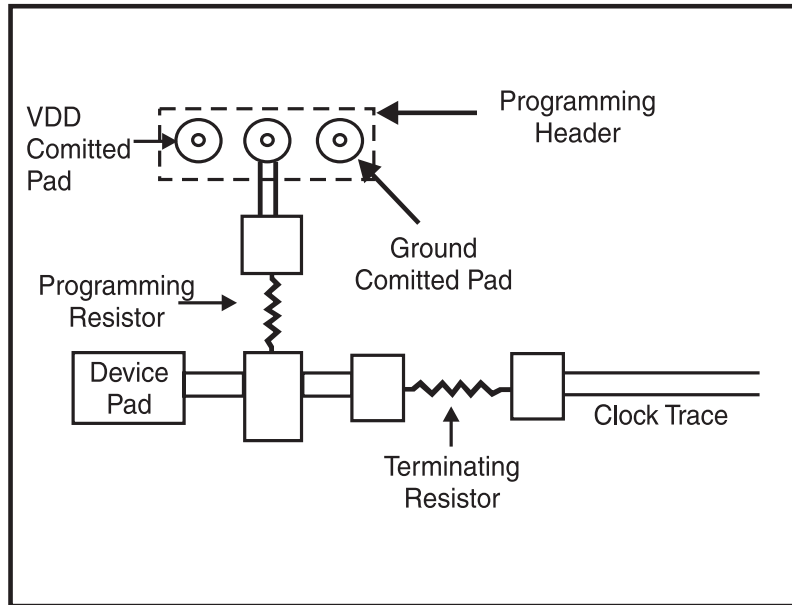 VDD
Comitted
Pad
Programming
Header
Ground
Comitted Pad
Programming
Resistor
Device
Pad
Clock Trace
Terminating
Resistor